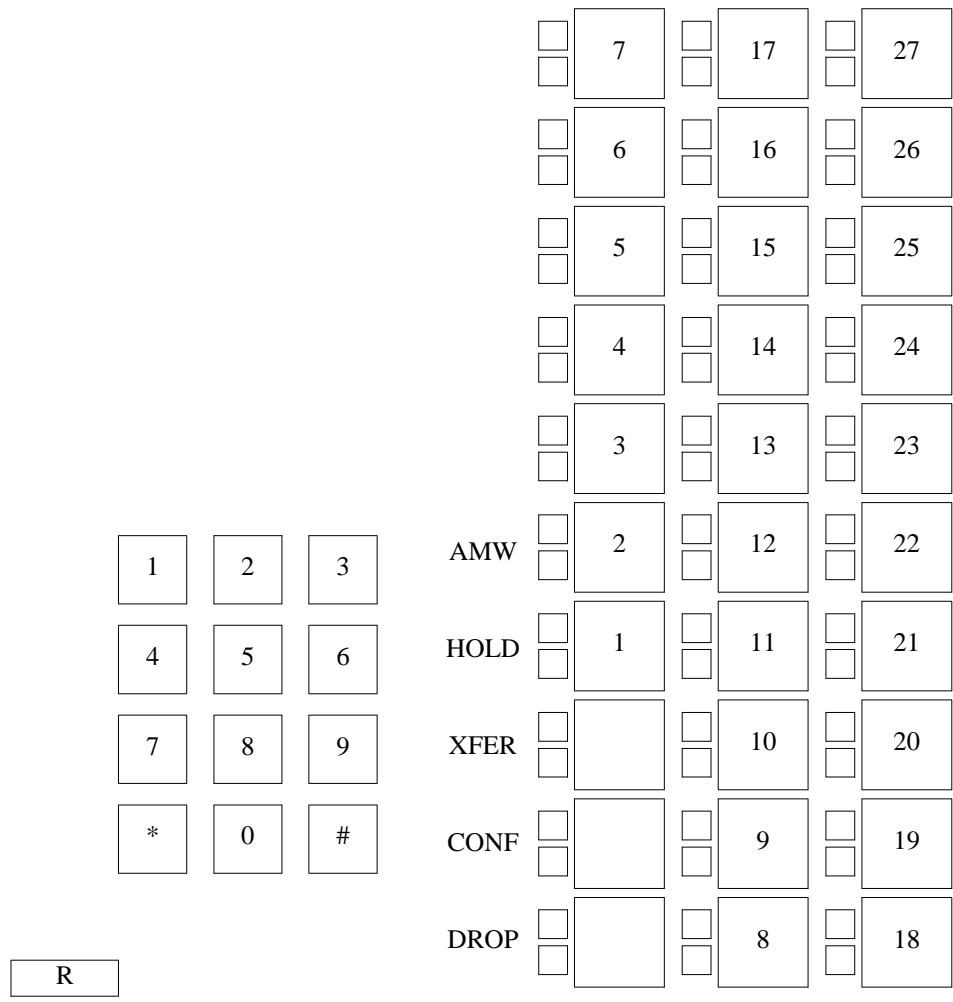 7 17 27
6 16 26
5 15 25
4 14 24
3 13 23
1 2 3 AMW 2 12 22
4 5 6 HOLD 1 11 21
7 8 9 XFER 10 20
* 0 # CONF 9 19
DROP 8 18
R